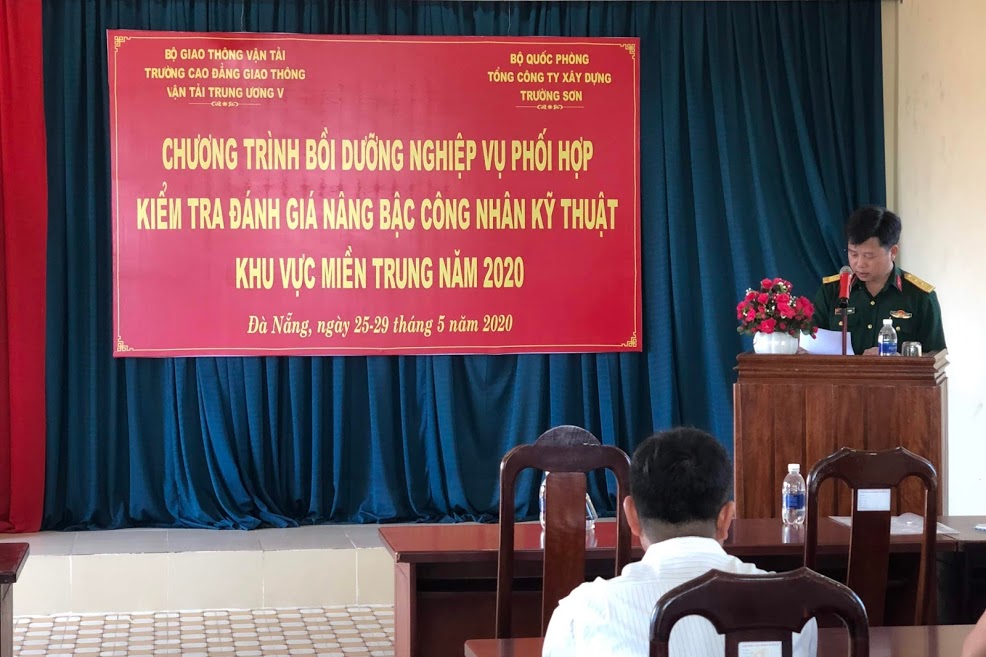 BỘ GIAO THÔNG VẬN TẢI
TRƯỜNG CAO ĐẲNG GIAO THÔNG
VẬN TẢI TRUNG ƯƠNG V
BỘ QUỐC PHÒNG
TỔNG CÔNG TY XÂY DỰNG
TRƯỜNG SƠN
CHƯƠNG TRÌNH BỒI DƯỠNG NGHIỆP VỤ PHỐI HỢP
KIỂM TRA ĐÁNH GIÁ NÂNG BẬC CÔNG NHÂN KỸ THUẬT
KHU VỰC MIỀN TRUNG NĂM 2020
Đà Nẵng, ngày 25-29 tháng 5 năm 2020